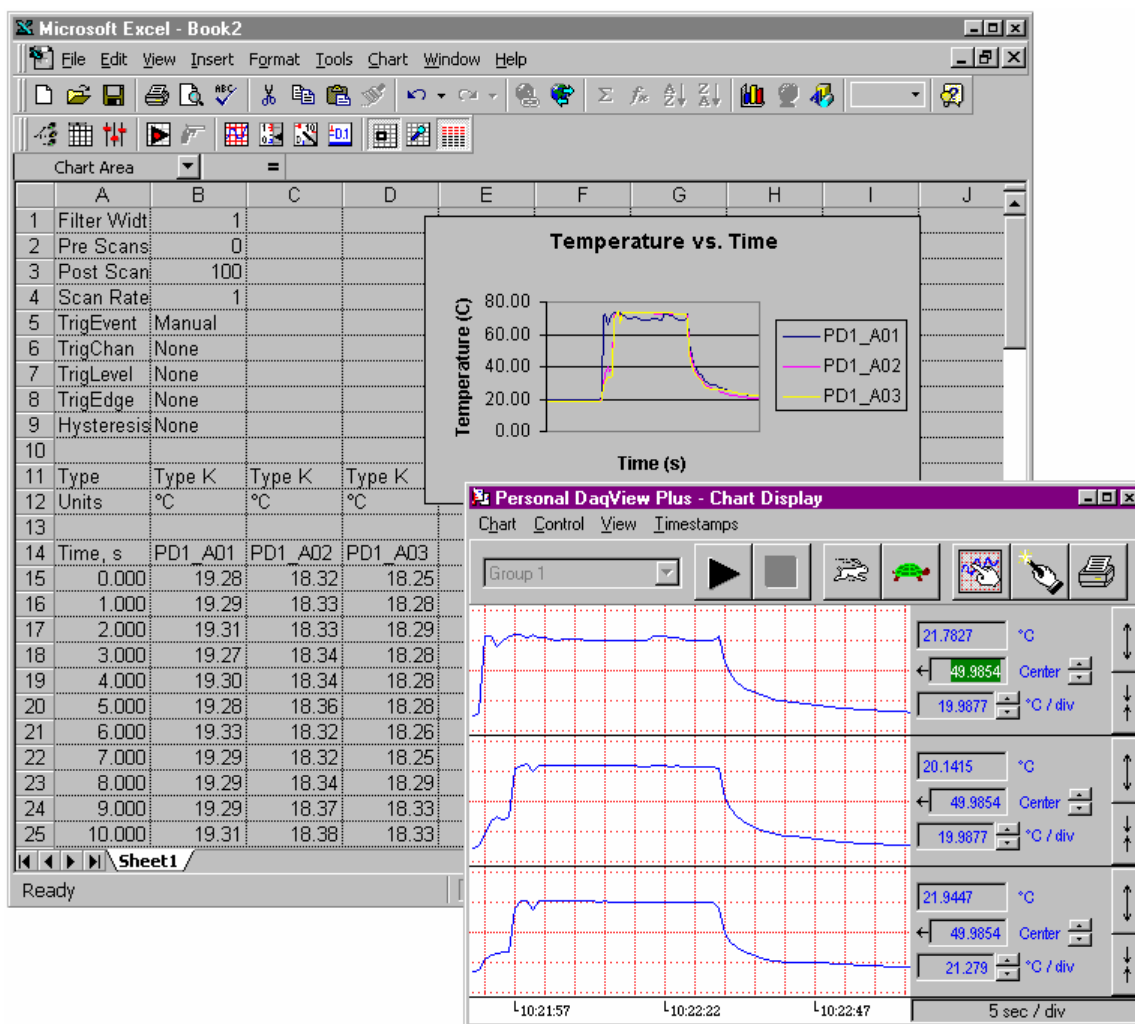 Microsoft Excel - Book2
File Edit View Insert Format Tools Chart Window Help
Chart Area =
A B C D E F G H I J
1 Filter Widt 1
2 Pre Scans 0
3 Post Scan 100
4 Scan Rate 1
5 TrigEvent Manual
6 TrigChan None
7 TrigLevel None
8 TrigEdge None
9 Hysteresis None
10
11 Type Type K Type K Type K
12 Units °C °C °C
13
14 Time, s PD1_A01 PD1_A02 PD1_A03
15 0.000 19.28 18.32 18.25
16 1.000 19.29 18.33 18.28
17 2.000 19.31 18.33 18.29
18 3.000 19.27 18.34 18.28
19 4.000 19.30 18.34 18.28
20 5.000 19.28 18.36 18.28
21 6.000 19.33 18.32 18.26
22 7.000 19.29 18.32 18.25
23 8.000 19.29 18.34 18.29
24 9.000 19.29 18.37 18.33
25 10.000 19.31 18.38 18.33
Sheet1
Ready
Temperature vs. Time
Temperature (C)
80.00
60.00
40.00
20.00
0.00
Time (s)
PD1_A01
PD1_A02
PD1_A03
Personal DaqView Plus - Chart Display
Chart Control View Timestamps
Group 1
21.7827 °C
49.9854 Center
19.9877 °C / div
20.1415 °C
49.9854 Center
19.9877 °C / div
21.9447 °C
49.9854 Center
21.279 °C / div
10:21:57 10:22:22 10:22:47 5 sec / div